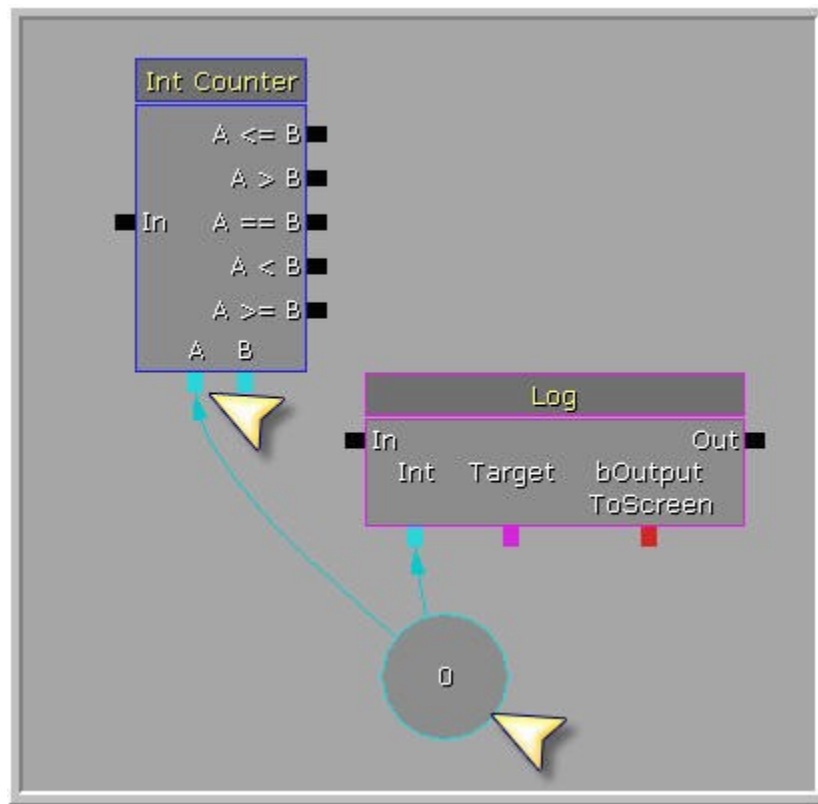 Int Counter
A <= B
A > B
In A == B
A < B
A >= B
A B
Log
In Out
Int Target bOutput
ToScreen
0